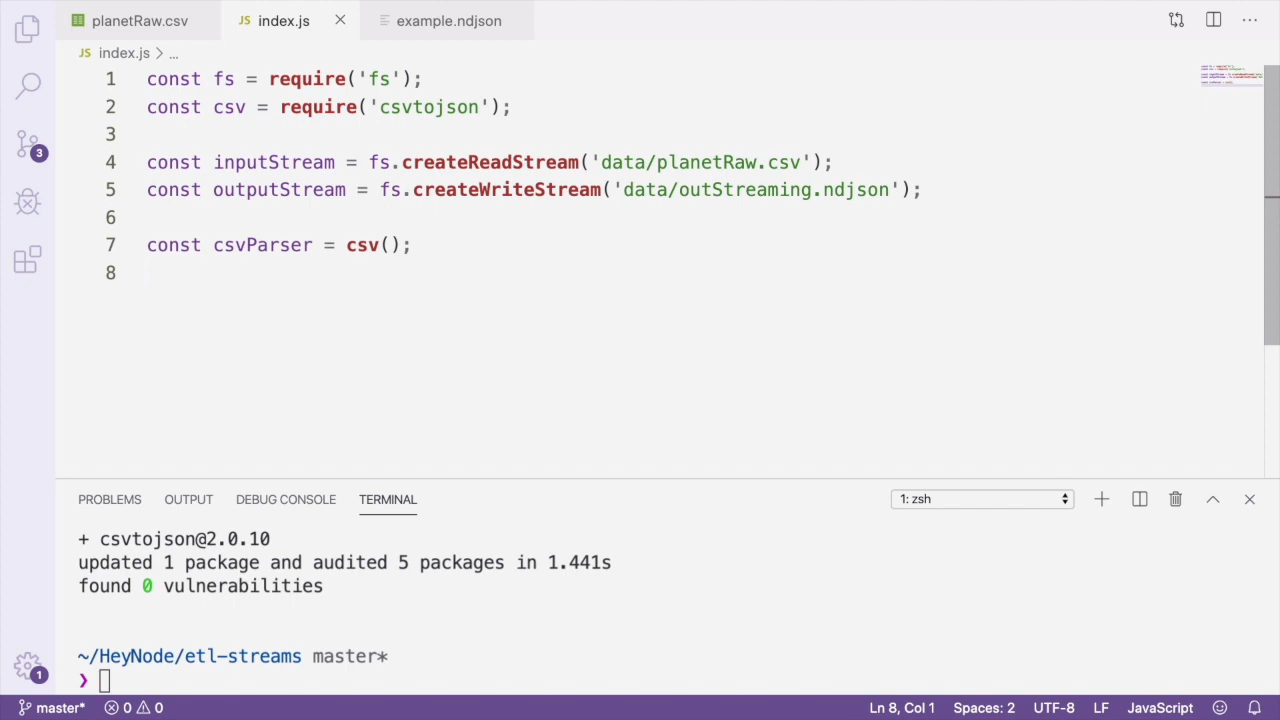 planetRaw.csv
JS index.js
example.ndjson
JS index.js > ...
1 const fs = require('fs');
2 const csv = require('csvtojson');
3
4 const inputStream = fs.createReadStream('data/planetRaw.csv');
5 const outputStream = fs.createWriteStream('data/outStreaming.ndjson');
6
7 const csvParser = csv();
8
3
PROBLEMS OUTPUT DEBUG CONSOLE TERMINAL 1: zsh
+ csvtojson@2.0.10
updated 1 package and audited 5 packages in 1.441s
found 0 vulnerabilities
~/HeyNode/etl-streams master*
❯
1
master* 0 0 Ln 8, Col 1 Spaces: 2 UTF-8 LF JavaScript